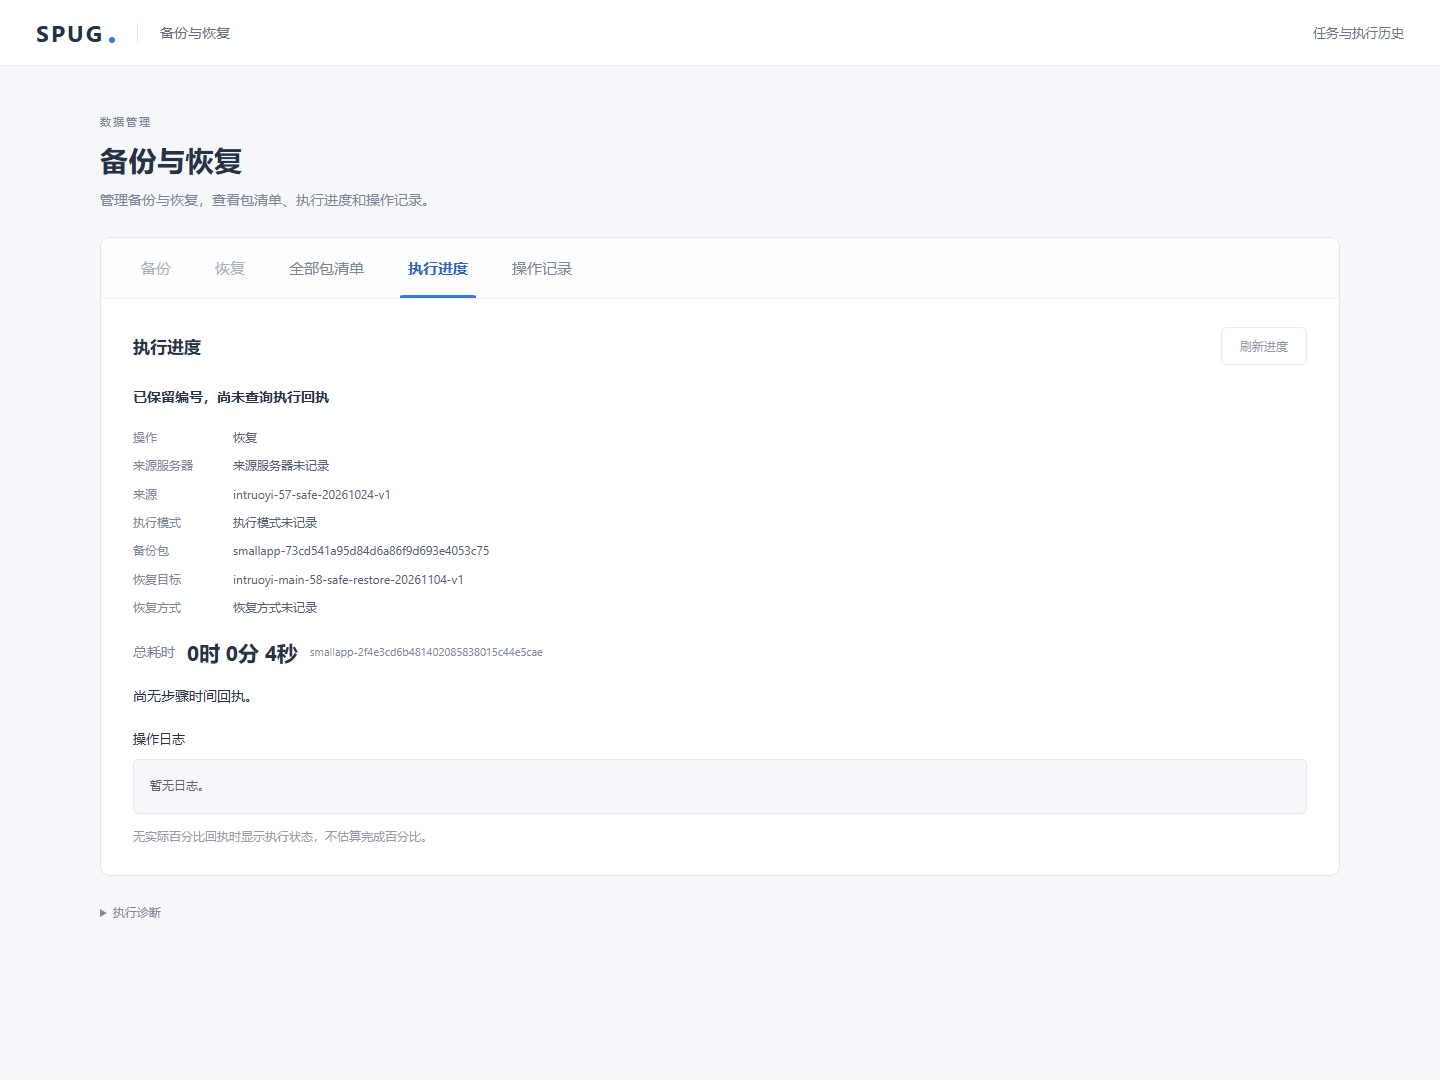 SPUG.
备份与恢复
任务与执行历史
数据管理
备份与恢复
管理备份与恢复，查看包清单、执行进度和操作记录。
备份 恢复 全部包清单 执行进度 操作记录
执行进度
刷新进度
已保留编号，尚未查询执行回执
操作 恢复
来源服务器 来源服务器未记录
来源 intruoyi-57-safe-20261024-v1
执行模式 执行模式未记录
备份包 smallapp-73cd541a95d84d6a86f9d693e4053c75
恢复目标 intruoyi-main-58-safe-restore-20261104-v1
恢复方式 恢复方式未记录
总耗时 0时 0分 4秒 smallapp-2f4e3cd6b481402085838015c44e5cae
尚无步骤时间回执。
操作日志
暂无日志。
无实际百分比回执时显示执行状态，不估算完成百分比。
执行诊断